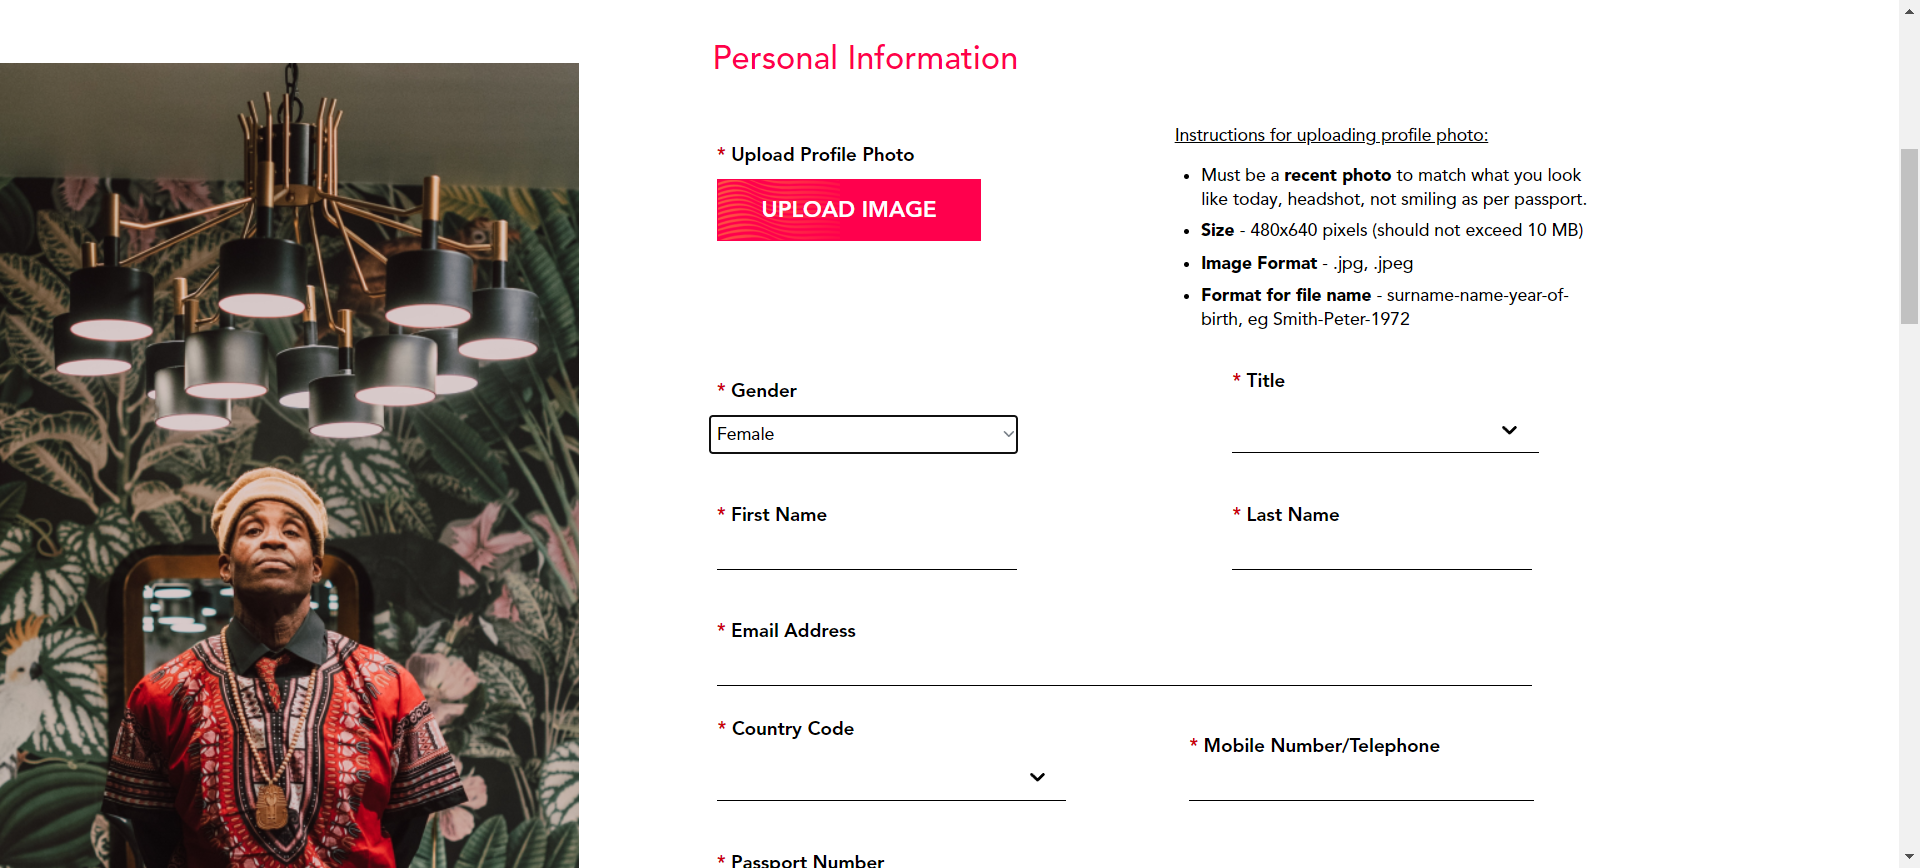 Personal Information
* Upload Profile Photo
UPLOAD IMAGE
Instructions for uploading profile photo:
• Must be a recent photo to match what you look
like today, headshot, not smiling as per passport.
• Size - 480x640 pixels (should not exceed 10 MB)
• Image Format - .jpg, .jpeg
• Format for file name - surname-name-year-of-
birth, eg Smith-Peter-1972
* Gender
Female
* Title
* First Name
* Last Name
* Email Address
* Country Code
* Mobile Number/Telephone
* Passport Number